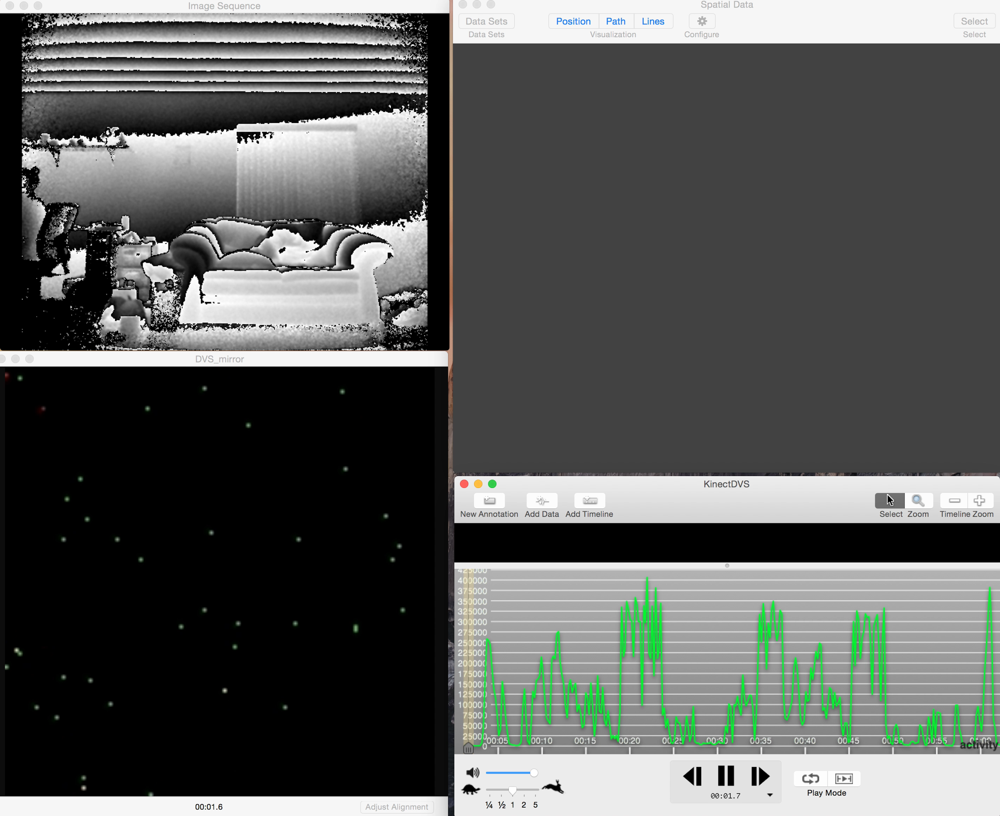 Image Sequence
Spatial Data
Data Sets
Position
Path
Lines
Select
Data Sets
Visualization
Configure
Select
DVS_mirror
00:01.6
Adjust Alignment
KinectDVS
New Annotation
Add Data
Add Timeline
Select
Zoom
Timeline Zoom
425000
400000
375000
350000
325000
300000
275000
250000
225000
200000
175000
150000
125000
100000
75000
50000
25000
0
00:05
00:10
00:15
00:20
00:25
00:30
00:35
00:40
00:45
00:50
00:55
01:00
activity
¼ ½ 1 2 5
00:01.7
Play Mode